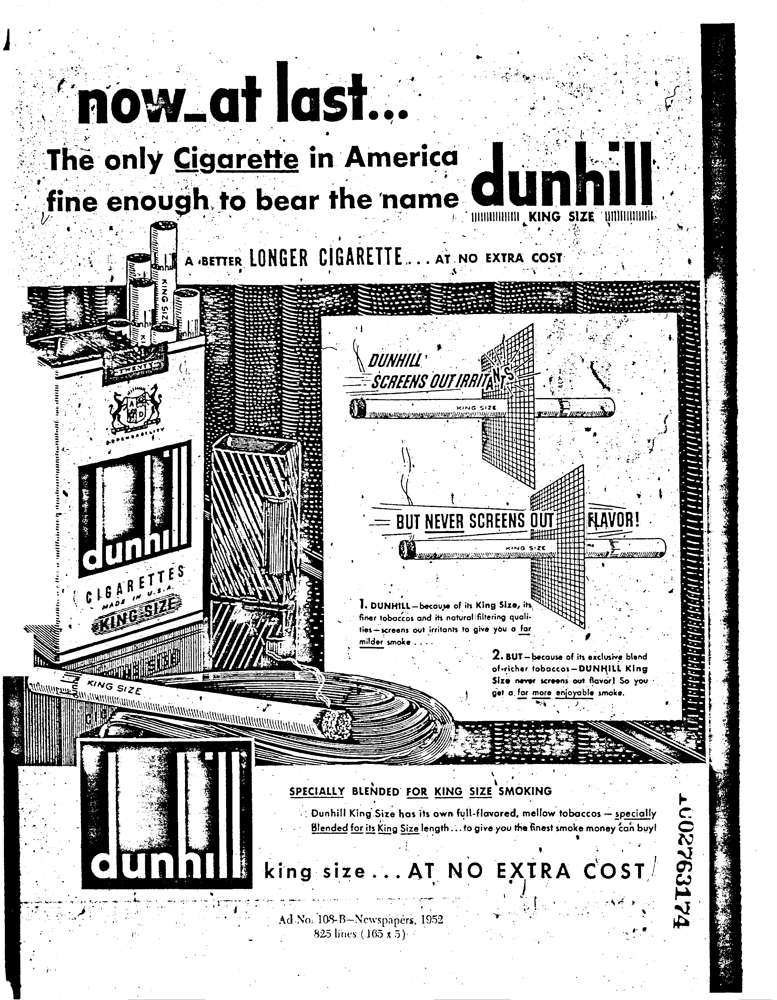 now_at last...
The only Cigarette in America
fine enough to bear the name
dunhill
KING SIZE
A BETTER LONGER CIGARETTE.... AT NO EXTRA COST
dunhill
KING SIZE
dunhill
DUNHILL
SCREENS OUT IRRITANTS
KING SIZE
BUT NEVER SCREENS OUT FLAVOR!
KING SIZE
dunhill
CIGARETTES
MADE IN U.S.A.
KING-SIZE
1. DUNHILL—because of its King Size, its
finer tobaccos and its natural filtering quali-
ties—screens out irritants to give you a far
milder smoke . . . .
2. BUT—because of its exclusive blend
of richer tobaccos—DUNHILL King
Size never screens out flavor! So you
get a far more enjoyable smoke.
KING SIZE
KING SIZE
dunhill
SPECIALLY BLENDED FOR KING SIZE SMOKING
Dunhill King Size has its own full-flavored, mellow tobaccos — specially
Blended for its King Size length...to give you the finest smoke money can buy!
king size... AT NO EXTRA COST!
Ad No. 108-B—Newspapers, 1952
825 lines (165 x 5)
1002763174